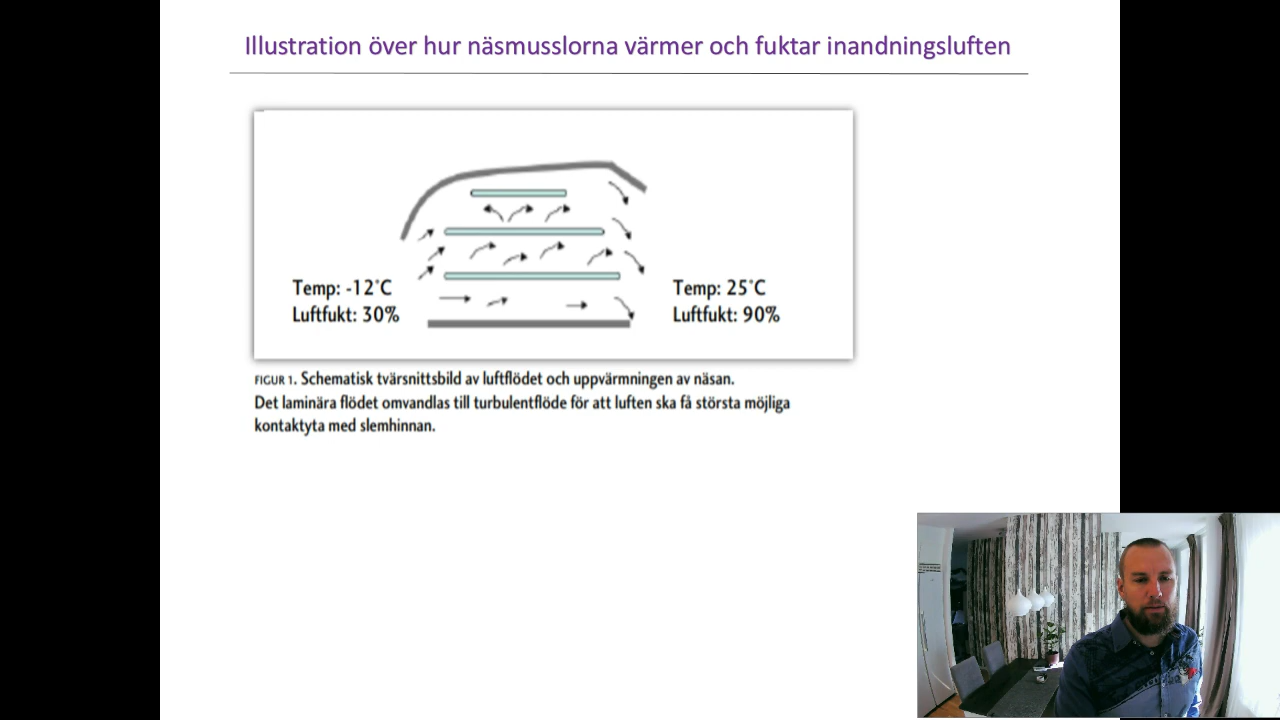 Illustration över hur näsmusslorna värmer och fuktar inandningsluften
Temp: -12°C
Luftfukt: 30%
Temp: 25°C
Luftfukt: 90%
FIGUR 1. Schematisk tvärsnittsbild av luftflödet och uppvärmningen av näsan.
Det laminära flödet omvandlas till turbulentflöde för att luften ska få största möjliga
kontaktyta med slemhinnan.